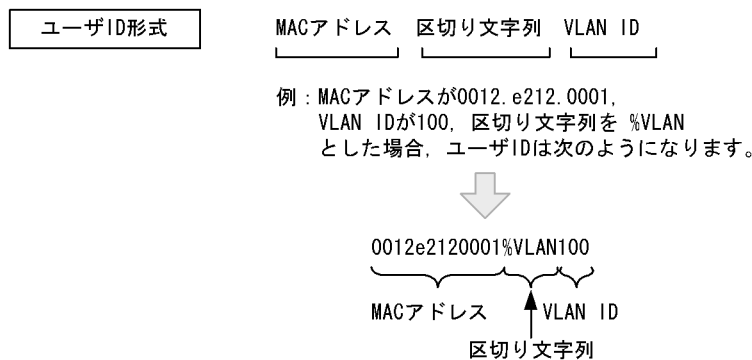 ユーザID形式
MACアドレス 区切り文字列 VLAN ID
例：MACアドレスが0012.e212.0001，
VLAN IDが100，区切り文字列を %VLAN
とした場合，ユーザIDは次のようになります。
0012e2120001%VLAN100
MACアドレス VLAN ID
区切り文字列